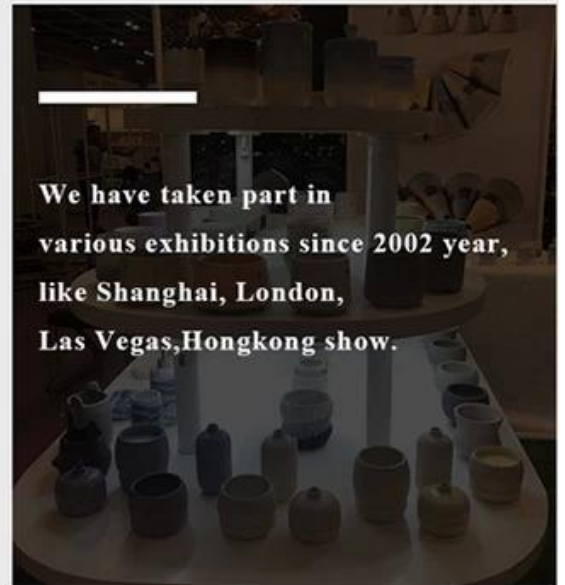 We have taken part in
various exhibitions since 2002 year,
like Shanghai, London,
Las Vegas,Hongkong show.